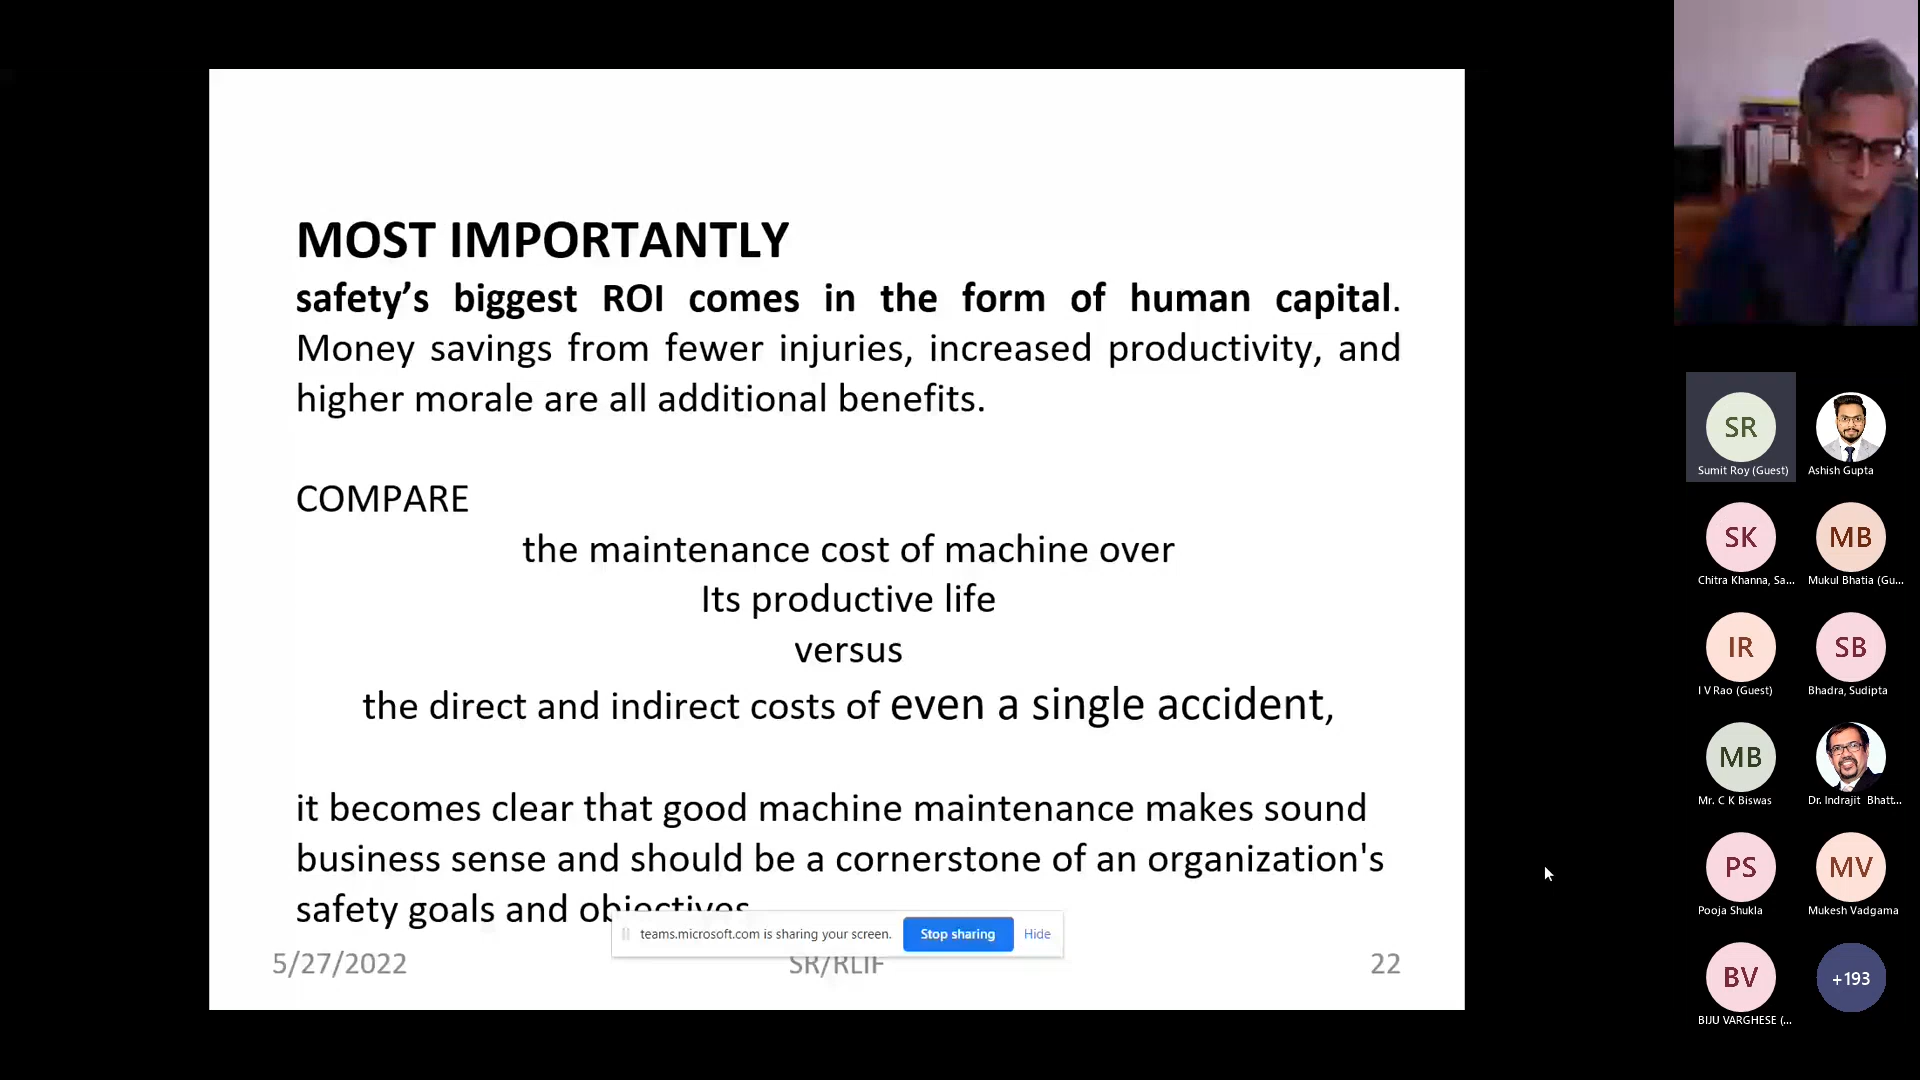 MOST IMPORTANTLY
safety's biggest ROI comes in the form of human capital.
Money savings from fewer injuries, increased productivity, and
higher morale are all additional benefits.
COMPARE
the maintenance cost of machine over
Its productive life
versus
the direct and indirect costs of even a single accident,
it becomes clear that good machine maintenance makes sound
business sense and should be a cornerstone of an organization's
safety goals and objectives
teams.microsoft.com is sharing your screen.
Stop sharing
Hide
5/27/2022
SR/RLIF
22
SR
Sumit Roy (Guest)
Ashish Gupta
SK
Chitra Khanna, Sa...
MB
Mukul Bhatia (Gu...
IR
I V Rao (Guest)
SB
Bhadra, Sudipta
MB
Mr. C K Biswas
Dr. Indrajit Bhatt...
PS
Pooja Shukla
MV
Mukesh Vadgama
BV
BIJU VARGHESE (...
+193